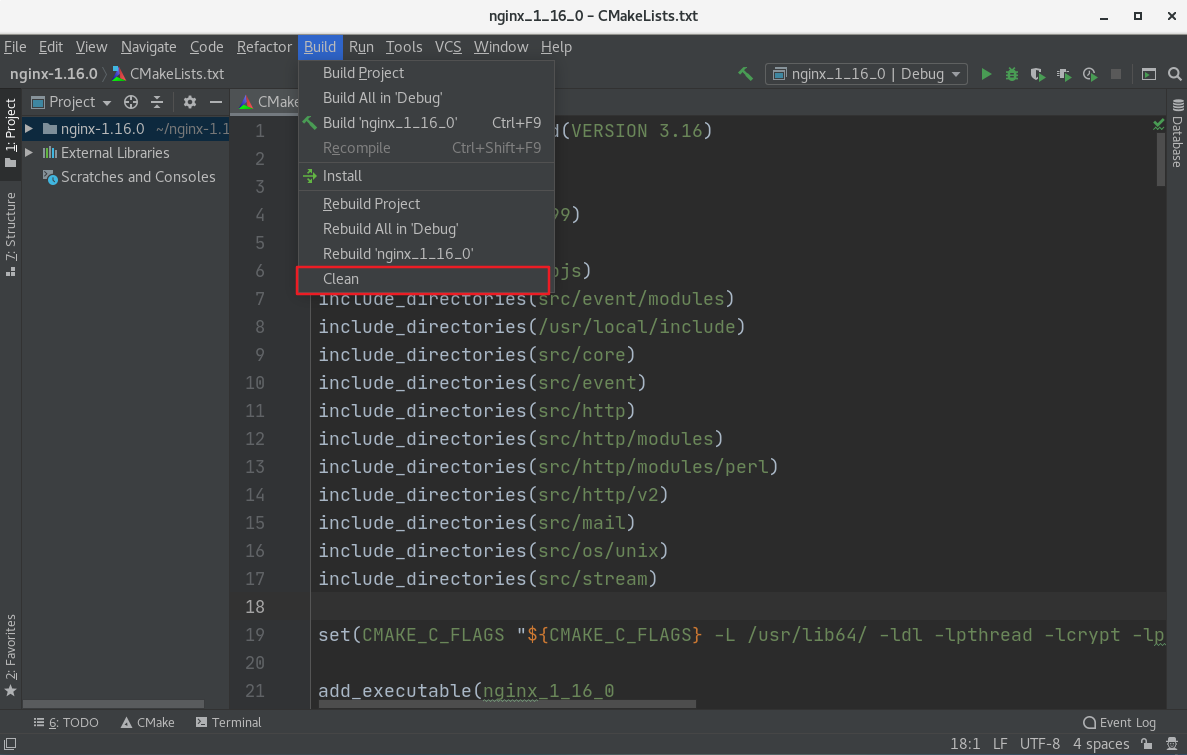 nginx_1_16_0 – CMakeLists.txt
File Edit View Navigate Code Refactor Build Run Tools VCS Window Help
nginx-1.16.0 CMakeLists.txt nginx_1_16_0 | Debug
1: Project
7: Structure
2: Favorites
Project
nginx-1.16.0 ~/nginx-1.1
External Libraries
Scratches and Consoles
CMake
Build Project
Build All in 'Debug'
Build 'nginx_1_16_0' Ctrl+F9
Recompile Ctrl+Shift+F9
Install
Rebuild Project
Rebuild All in 'Debug'
Rebuild 'nginx_1_16_0'
Clean
1 d(VERSION 3.16)
2
3
4 99)
5
6 ojs)
7 include_directories(src/event/modules)
8 include_directories(/usr/local/include)
9 include_directories(src/core)
10 include_directories(src/event)
11 include_directories(src/http)
12 include_directories(src/http/modules)
13 include_directories(src/http/modules/perl)
14 include_directories(src/http/v2)
15 include_directories(src/mail)
16 include_directories(src/os/unix)
17 include_directories(src/stream)
18
19 set(CMAKE_C_FLAGS "${CMAKE_C_FLAGS} -L /usr/lib64/ -ldl -lpthread -lcrypt -lp
20
21 add_executable(nginx_1_16_0
Database
6: TODO CMake Terminal Event Log
18:1 LF UTF-8 4 spaces